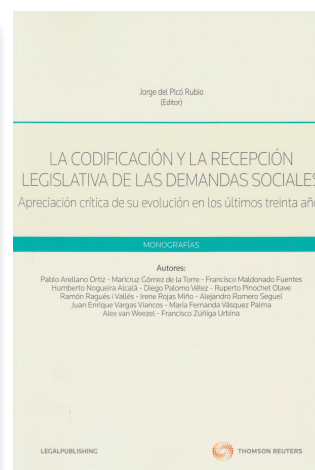 Jorge del Picó Rubio
(Editor)
LA CODIFICACIÓN Y LA RECEPCIÓN
LEGISLATIVA DE LAS DEMANDAS SOCIALES
Apreciación crítica de su evolución en los últimos treinta añ
MONOGRAFÍAS
Autores:
Pablo Arellano Ortiz - Maricruz Gómez de la Torre - Francisco Maldonado Fuentes
Humberto Nogueira Alcalá - Diego Palomo Vélez - Ruperto Pinochet Olave
Ramón Ragués i Vallès - Irene Rojas Miño - Alejandro Romero Seguel
Juan Enrique Vargas Viancos - María Fernanda Vásquez Palma
Alex van Weezel - Francisco Zúñiga Urbina
LEGALPUBLISHING
THOMSON REUTERS